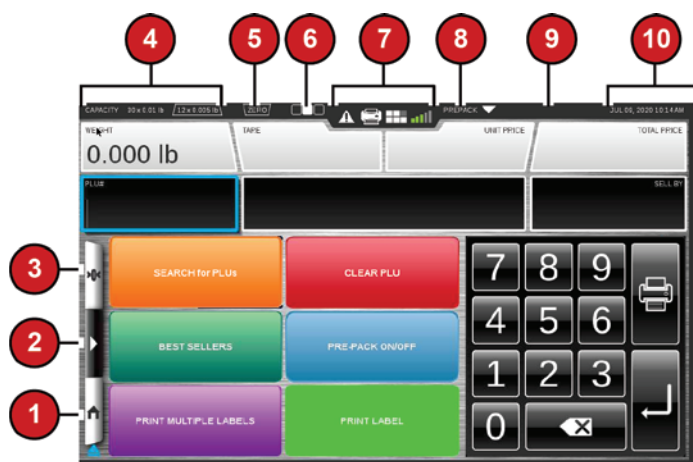 4 5 6 7 8 9 10
CAPACITY 30 x 0.01 lb 12 x 0.005 lb ZERO PREPACK JUL 08, 2020 10:14AM
WEIGHT TARE UNIT PRICE TOTAL PRICE
0.000 lb
PLU# SELL BY
3
SEARCH for PLUs CLEAR PLU 7 8 9
2
BEST SELLERS PRE-PACK ON/OFF 4 5 6
1 2 3
1
PRINT MULTIPLE LABELS PRINT LABEL 0